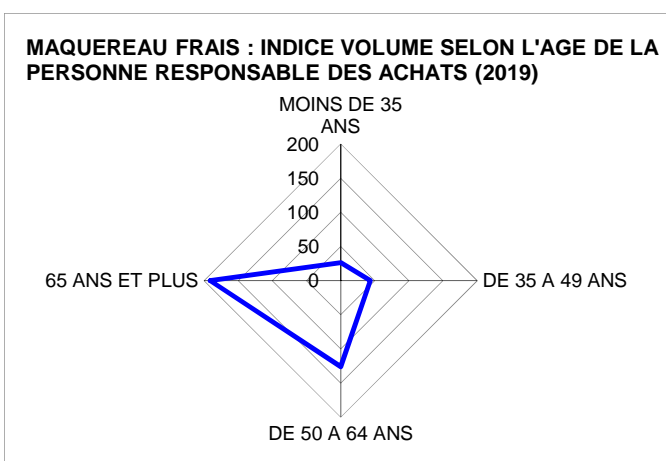 MAQUEREAU FRAIS : INDICE VOLUME SELON L'AGE DE LA
PERSONNE RESPONSABLE DES ACHATS (2019)
MOINS DE 35
ANS
200
150
100
50
65 ANS ET PLUS
0
DE 35 A 49 ANS
DE 50 A 64 ANS